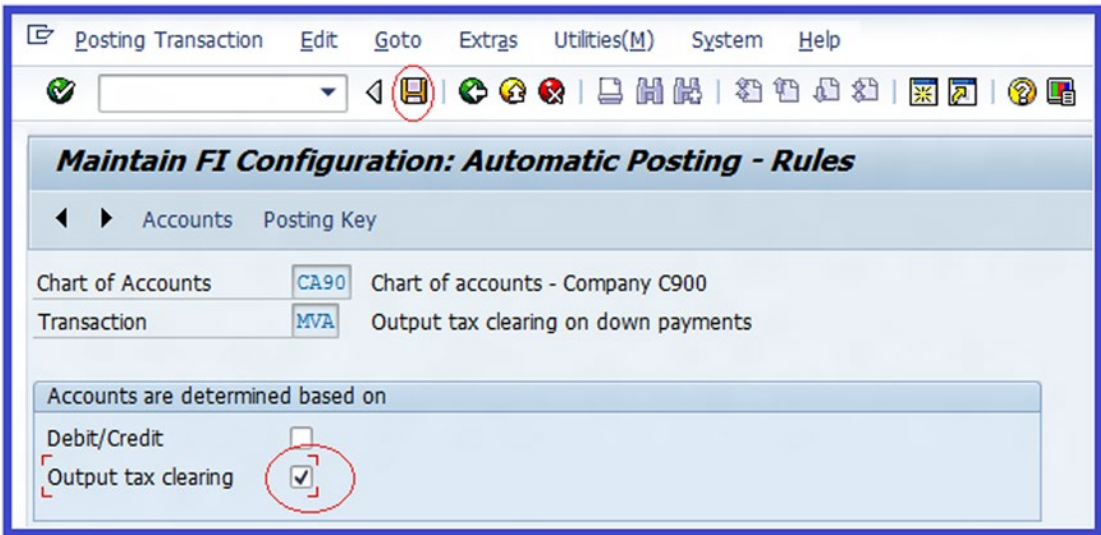 Posting Transaction Edit Goto Extras Utilities(M) System Help
Maintain FI Configuration: Automatic Posting - Rules
Accounts Posting Key
Chart of Accounts CA90 Chart of accounts - Company C900
Transaction MVA Output tax clearing on down payments
Accounts are determined based on
Debit/Credit
Output tax clearing